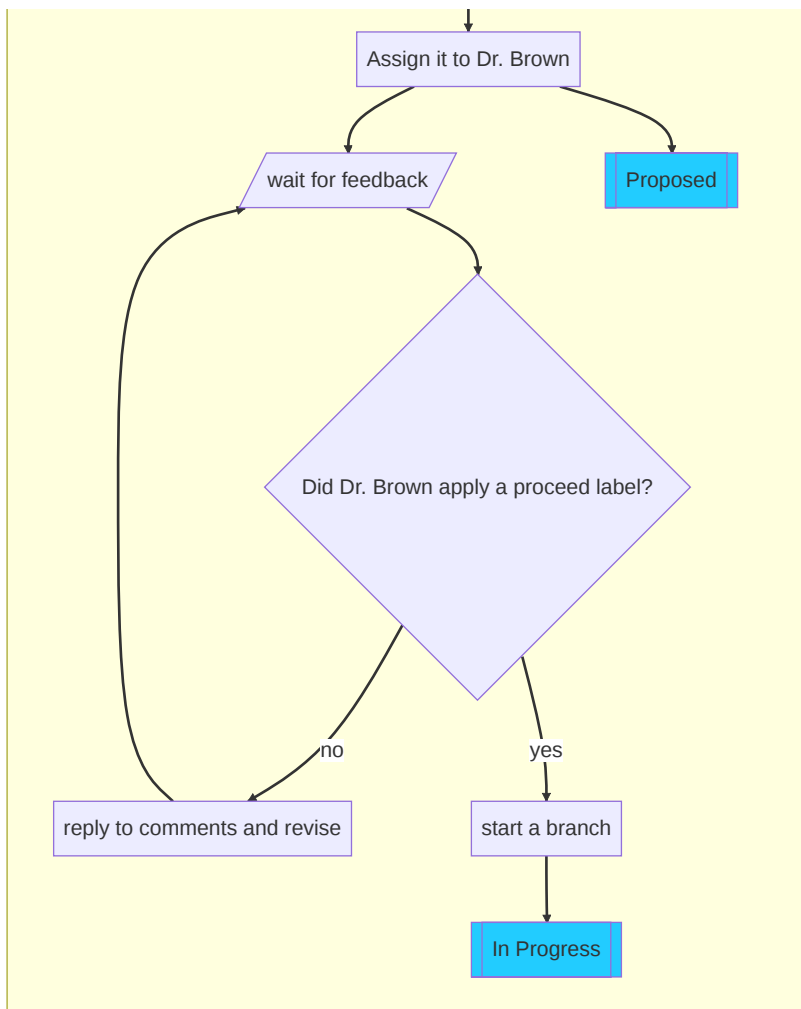 Assign it to Dr. Brown
wait for feedback
Proposed
Did Dr. Brown apply a proceed label?
no
yes
reply to comments and revise
start a branch
In Progress